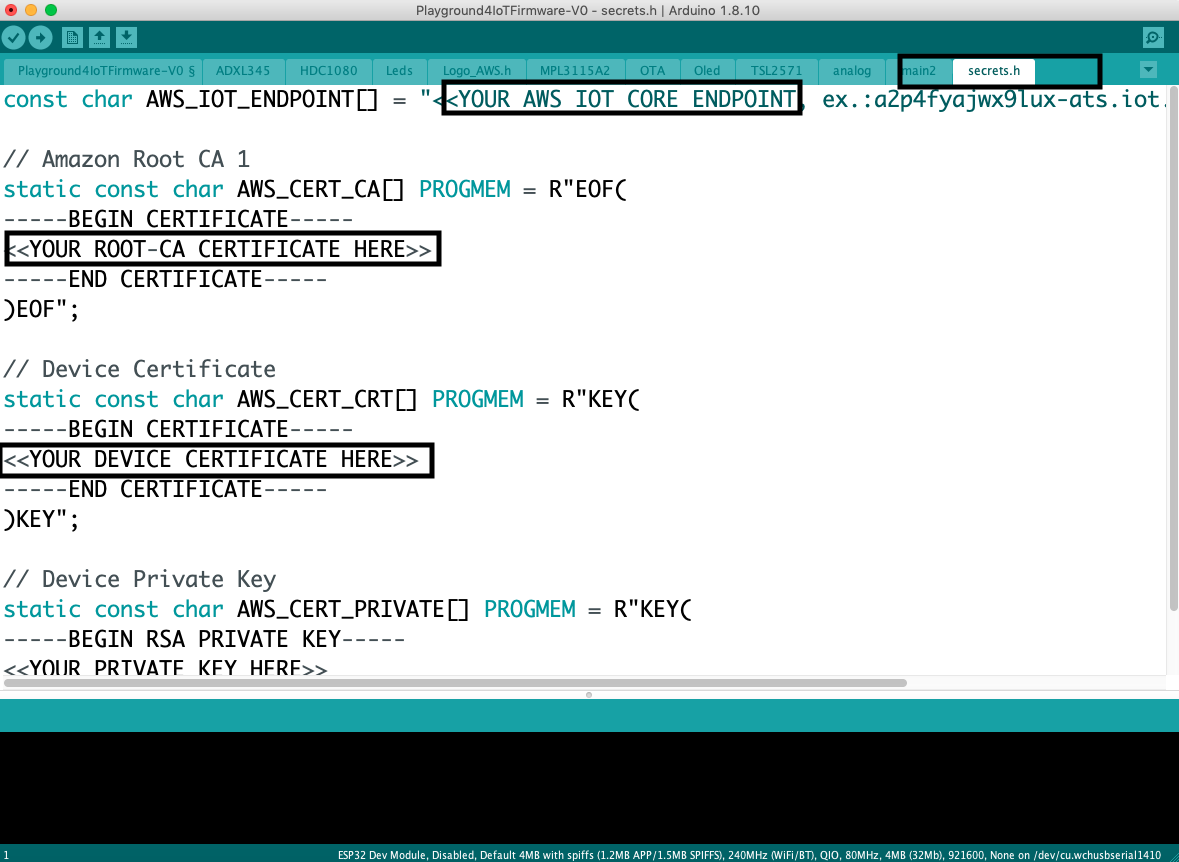 Playground4IoTFirmware-V0 - secrets.h | Arduino 1.8.10
Playground4IoTFirmware-V0 § ADXL345 HDC1080 Leds Logo_AWS.h MPL3115A2 OTA Oled TSL2571 analog main2 secrets.h
const char AWS_IOT_ENDPOINT[] = "<<YOUR AWS IOT CORE ENDPOINT, ex.:a2p4fyajwx9lux-ats.iot.
// Amazon Root CA 1
static const char AWS_CERT_CA[] PROGMEM = R"EOF(
-----BEGIN CERTIFICATE-----
<<YOUR ROOT-CA CERTIFICATE HERE>>
-----END CERTIFICATE-----
)EOF";
// Device Certificate
static const char AWS_CERT_CRT[] PROGMEM = R"KEY(
-----BEGIN CERTIFICATE-----
<<YOUR DEVICE CERTIFICATE HERE>>
-----END CERTIFICATE-----
)KEY";
// Device Private Key
static const char AWS_CERT_PRIVATE[] PROGMEM = R"KEY(
-----BEGIN RSA PRIVATE KEY-----
<<YOUR PRIVATE KEY HERE>>
1 ESP32 Dev Module, Disabled, Default 4MB with spiffs (1.2MB APP/1.5MB SPIFFS), 240MHz (WiFi/BT), QIO, 80MHz, 4MB (32Mb), 921600, None on /dev/cu.wchusbserial1410